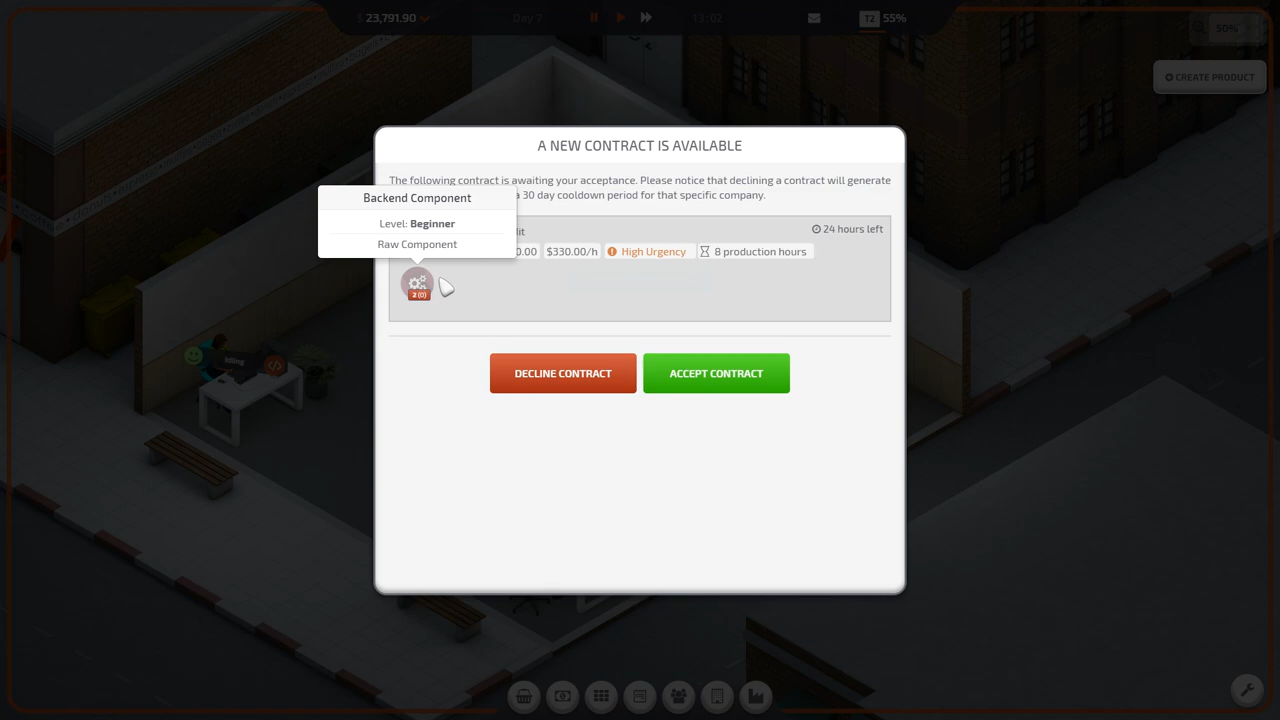 $ 23,791.90
Day 7
13:02
T2 55%
50%
CREATE PRODUCT
A NEW CONTRACT IS AVAILABLE
The following contract is awaiting your acceptance. Please notice that declining a contract will generate
a 30 day cooldown period for that specific company.
Backend Component
Level: Beginner
Raw Component
24 hours left
0.00 $330.00/h High Urgency 8 production hours
2 (0)
DECLINE CONTRACT ACCEPT CONTRACT
Idling